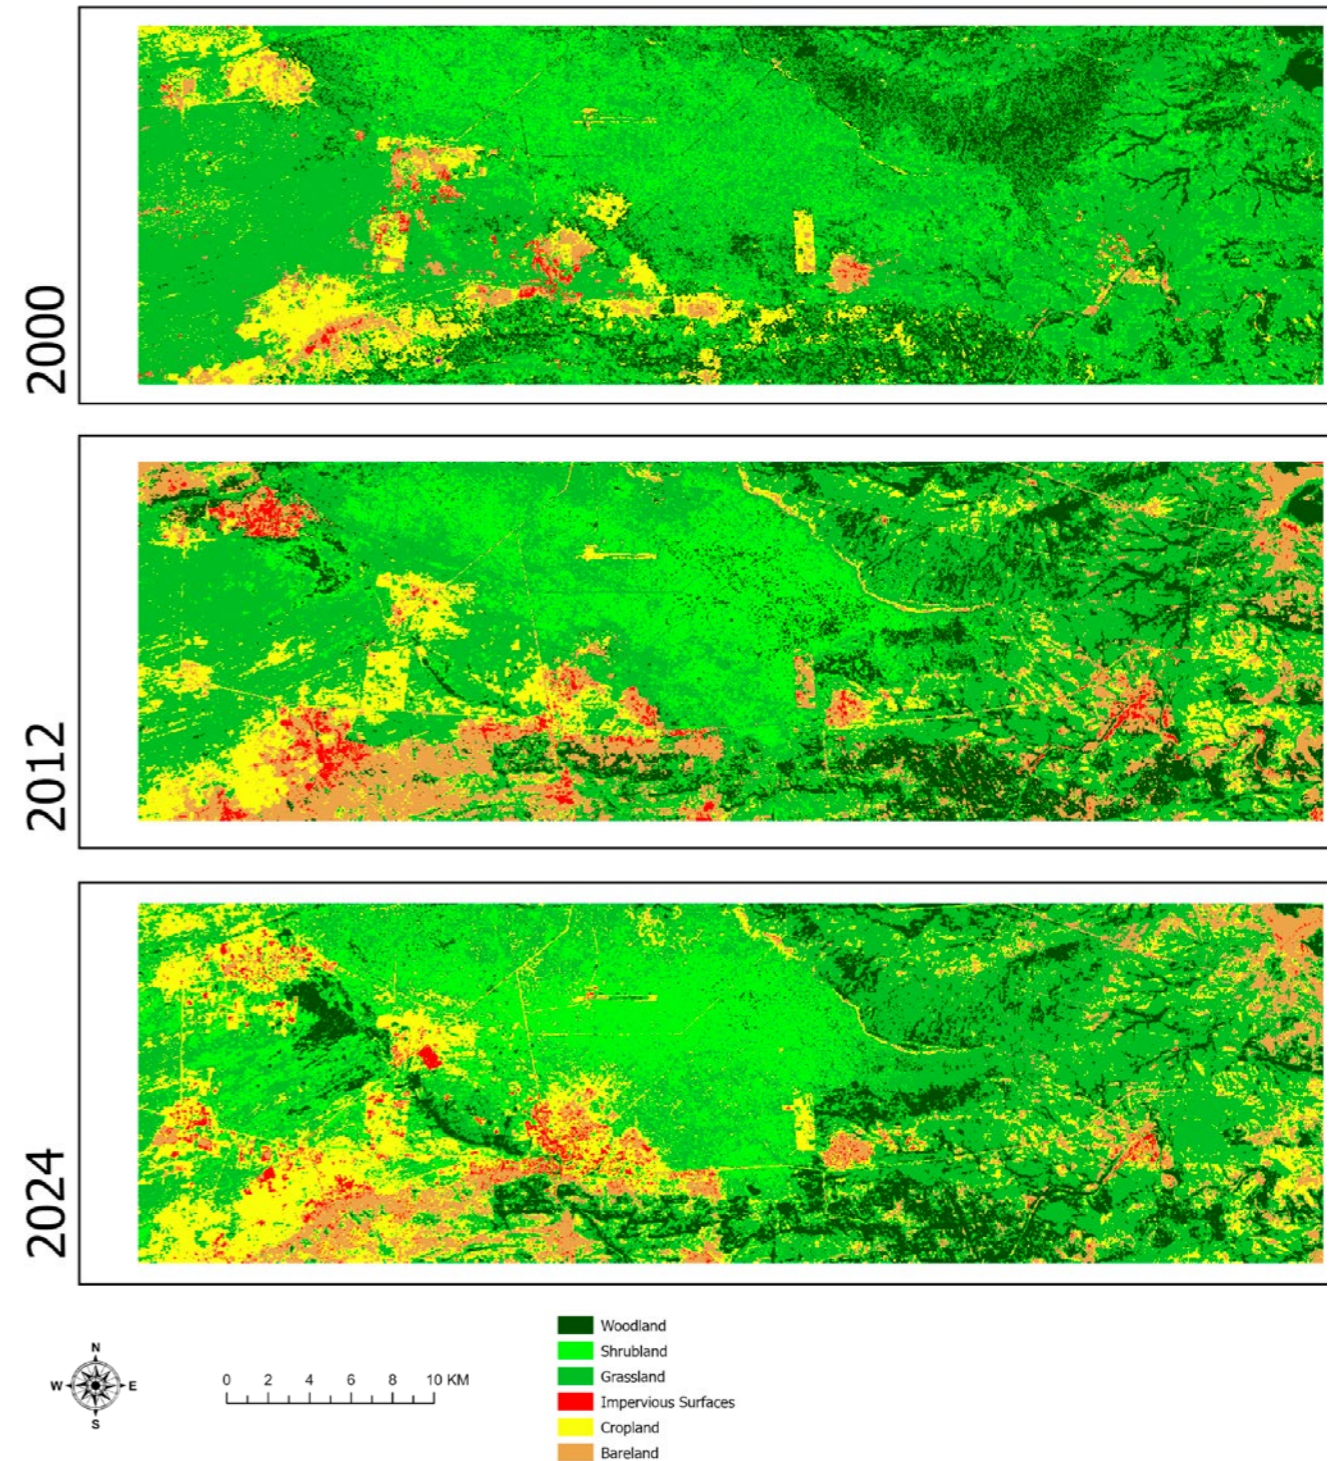 2000
2012
2024
N
W E
S
0 2 4 6 8 10 KM
Woodland
Shrubland
Grassland
Impervious Surfaces
Cropland
Bareland